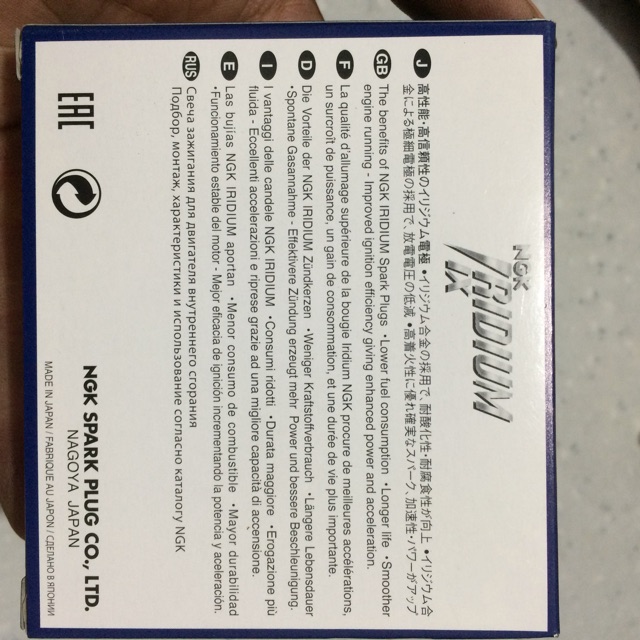 NGK
IRIDIUM
IX
J 高性能・高信頼性のイリジウム電極 •イリジウム合金の採用で、耐酸化性・耐腐食性が向上 •イリジウム合
金による極細電極の採用で、放電電圧の低減 •高着火性に優れ確実なスパーク、加速性・パワーがアップ
GB The benefits of NGK IRIDIUM Spark Plugs •Lower fuel consumption •Longer life •Smoother
engine running - Improved ignition efficiency giving enhanced power and acceleration.
F La qualité d'allumage supérieure de la bougie Iridium NGK procure de meilleures accélérations,
un surcroît de puissance, un gain de consommation, et une durée de vie plus importante.
D Die Vorteile der NGK IRIDIUM Zündkerzen •Weniger Kraftstoffverbrauch •Längere Lebensdauer
•Spontane Gasannahme - Effektivere Zündung erzeugt mehr Power und bessere Beschleunigung.
I I vantaggi delle candele NGK IRIDIUM •Consumi ridotti •Durata maggiore •Erogazione più
fluida - Eccellenti accelerazioni e riprese grazie ad una migliore capacità di accensione.
E Las bujías NGK IRIDIUM aportan •Menor consumo de combustible •Mayor durabilidad
•Funcionamiento estable del motor - Mejor eficacia de ignición incrementando la potencia y aceleración.
RUS Свеча зажигания для двигателя внутреннего сгорания
Подбор, монтаж, характеристики и использование согласно каталогу NGK
EAC
NGK SPARK PLUG CO., LTD.
NAGOYA JAPAN
MADE IN JAPAN / FABRIQUE AU JAPON / СДЕЛАНО В ЯПОНИИ